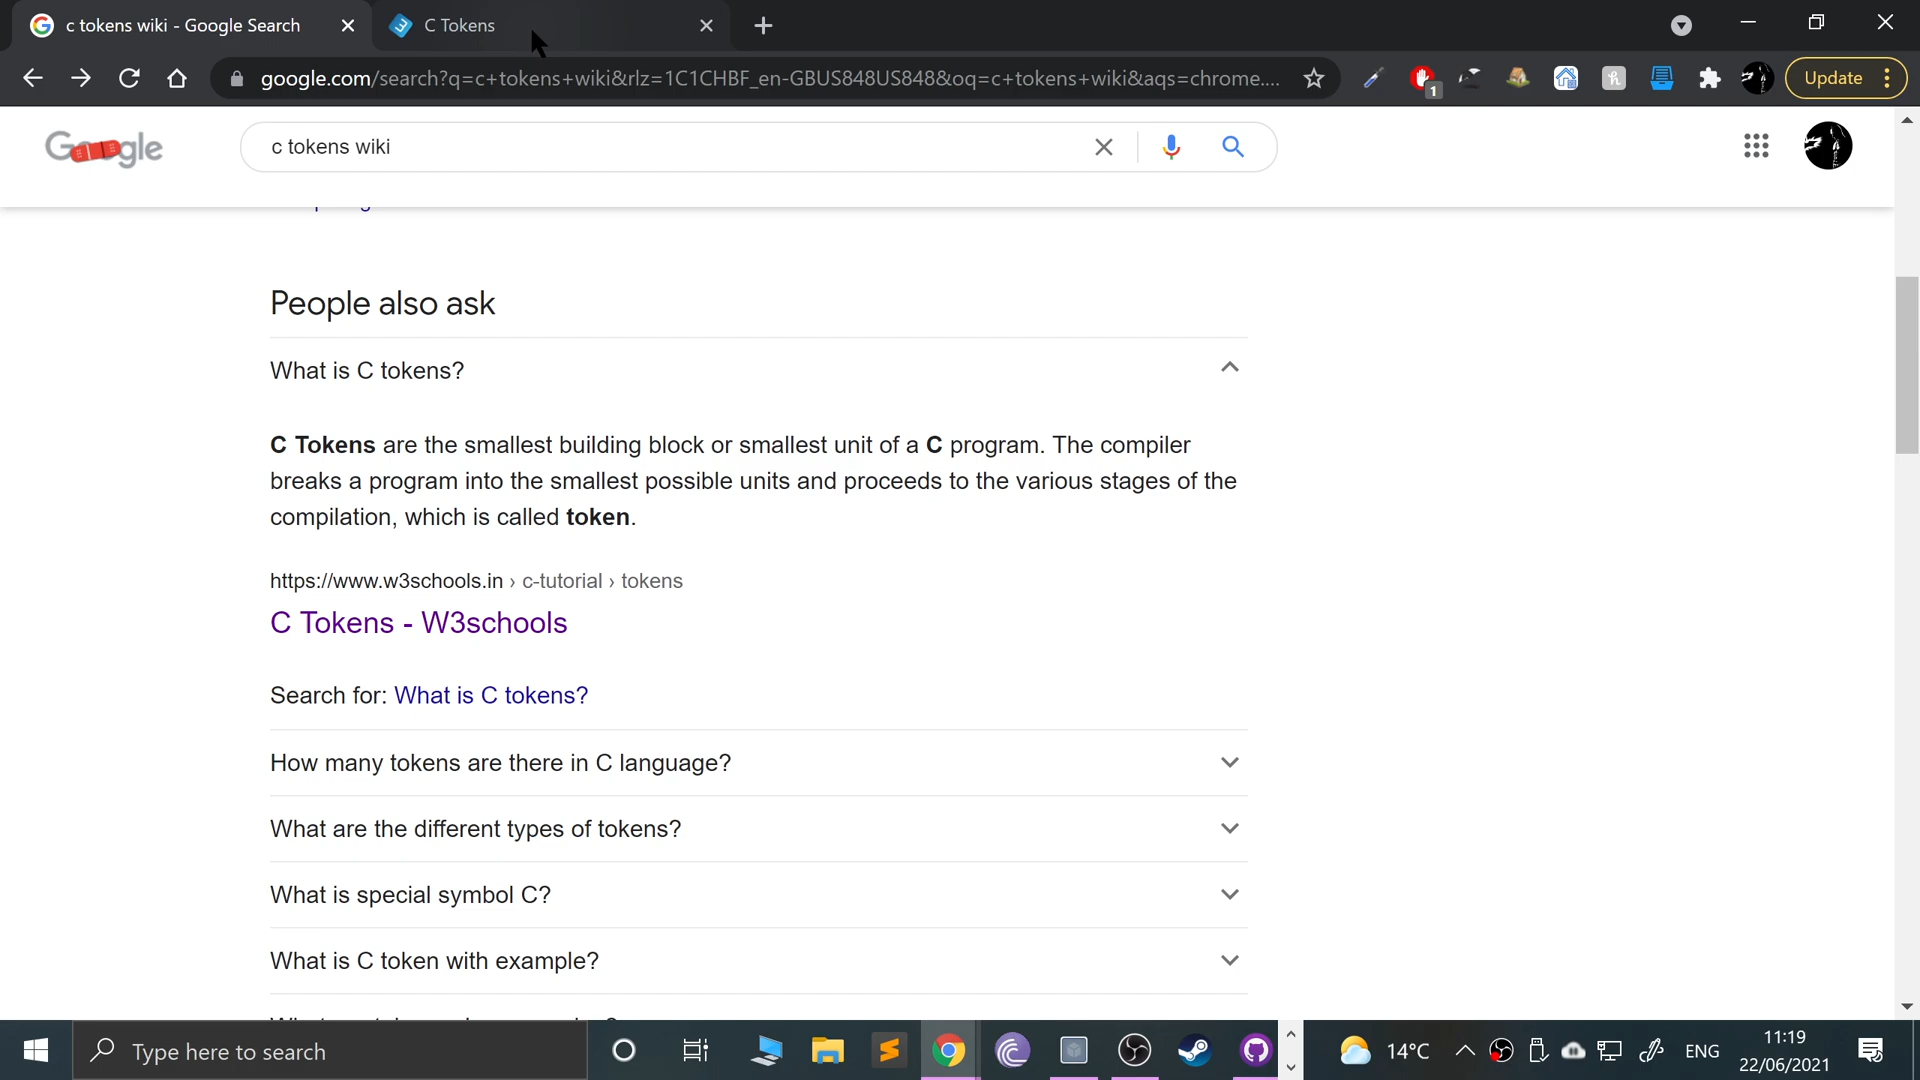 c tokens wiki - Google Search
C Tokens
google.com/search?q=c+tokens+wiki&rlz=1C1CHBF_en-GBUS848US848&oq=c+tokens+wiki&aqs=chrome....
1
Update
Google
c tokens wiki
People also ask
What is C tokens?
C Tokens are the smallest building block or smallest unit of a C program. The compiler
breaks a program into the smallest possible units and proceeds to the various stages of the
compilation, which is called token.
https://www.w3schools.in › c-tutorial › tokens
C Tokens - W3schools
Search for: What is C tokens?
How many tokens are there in C language?
What are the different types of tokens?
What is special symbol C?
What is C token with example?
Type here to search
14°C
ENG
11:19
22/06/2021